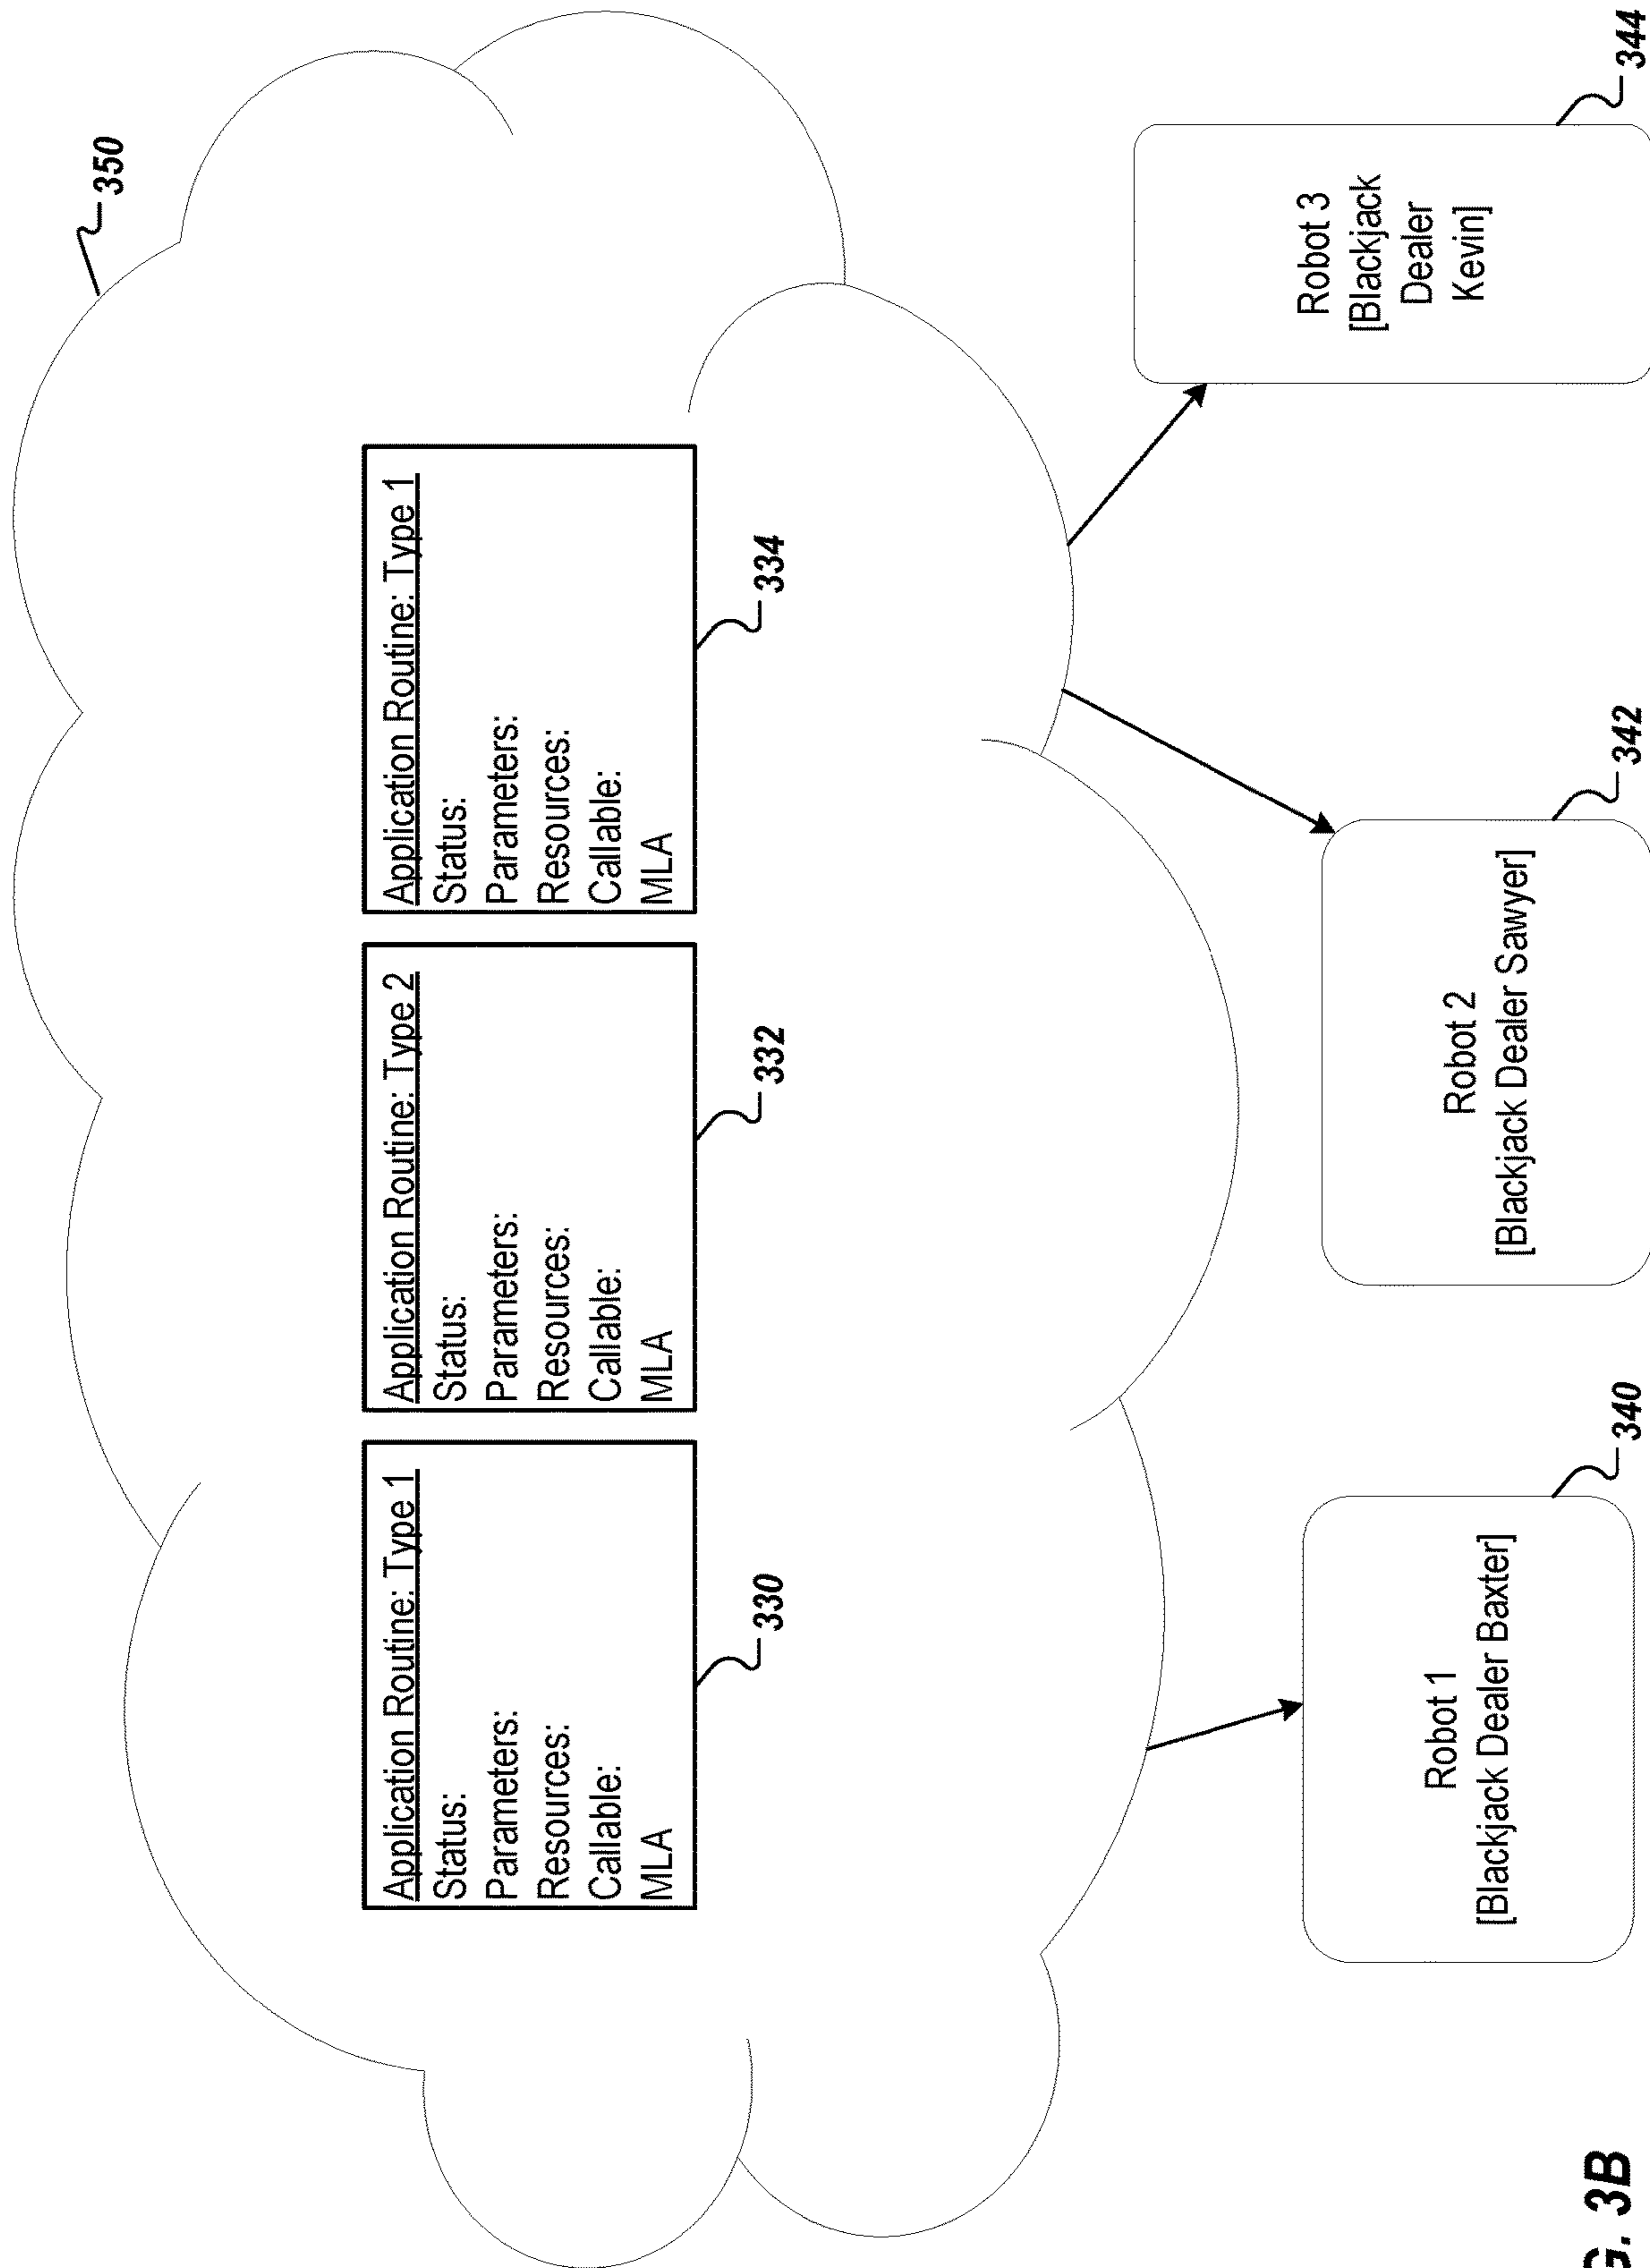 350
Application Routine: Type 1
Status:
Parameters:
Resources:
Callable:
MLA
330
Application Routine: Type 2
Status:
Parameters:
Resources:
Callable:
MLA
332
Application Routine: Type 1
Status:
Parameters:
Resources:
Callable:
MLA
334
Robot 1
[Blackjack Dealer Baxter]
340
Robot 2
[Blackjack Dealer Sawyer]
342
Robot 3
[Blackjack
Dealer
Kevin]
344
G. 3B